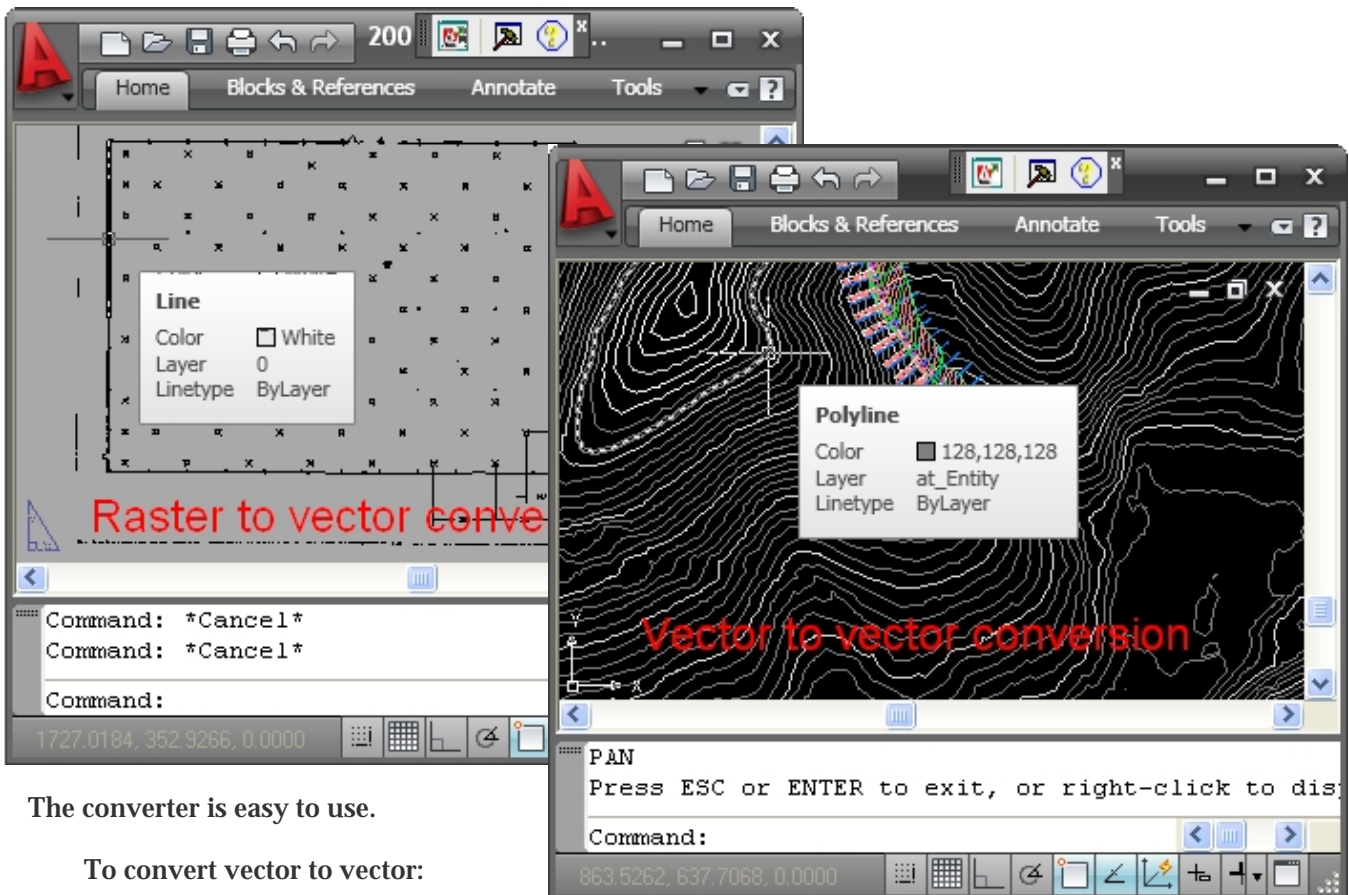 200 ..
Home Blocks & References Annotate Tools
Line
Color White
Layer 0
Linetype ByLayer
Raster to vector conve
Command: *Cancel*
Command: *Cancel*
Command:
1727.0184, 352.9266, 0.0000
Home Blocks & References Annotate Tools
Polyline
Color 128,128,128
Layer at_Entity
Linetype ByLayer
Y
X
Vector to vector conversion
PAN
Press ESC or ENTER to exit, or right-click to dis
Command:
863.5262, 637.7068, 0.0000
The converter is easy to use.
To convert vector to vector: